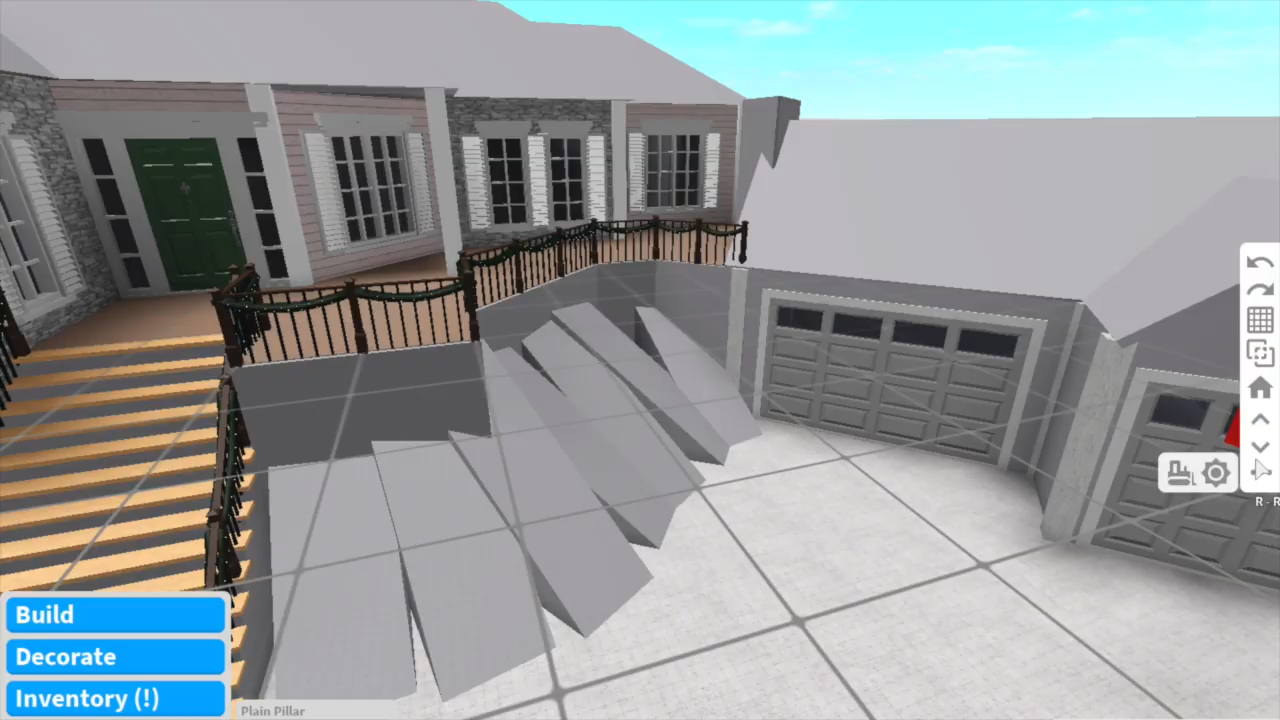 R - R
Build
Decorate
Inventory (!)
Plain Pillar